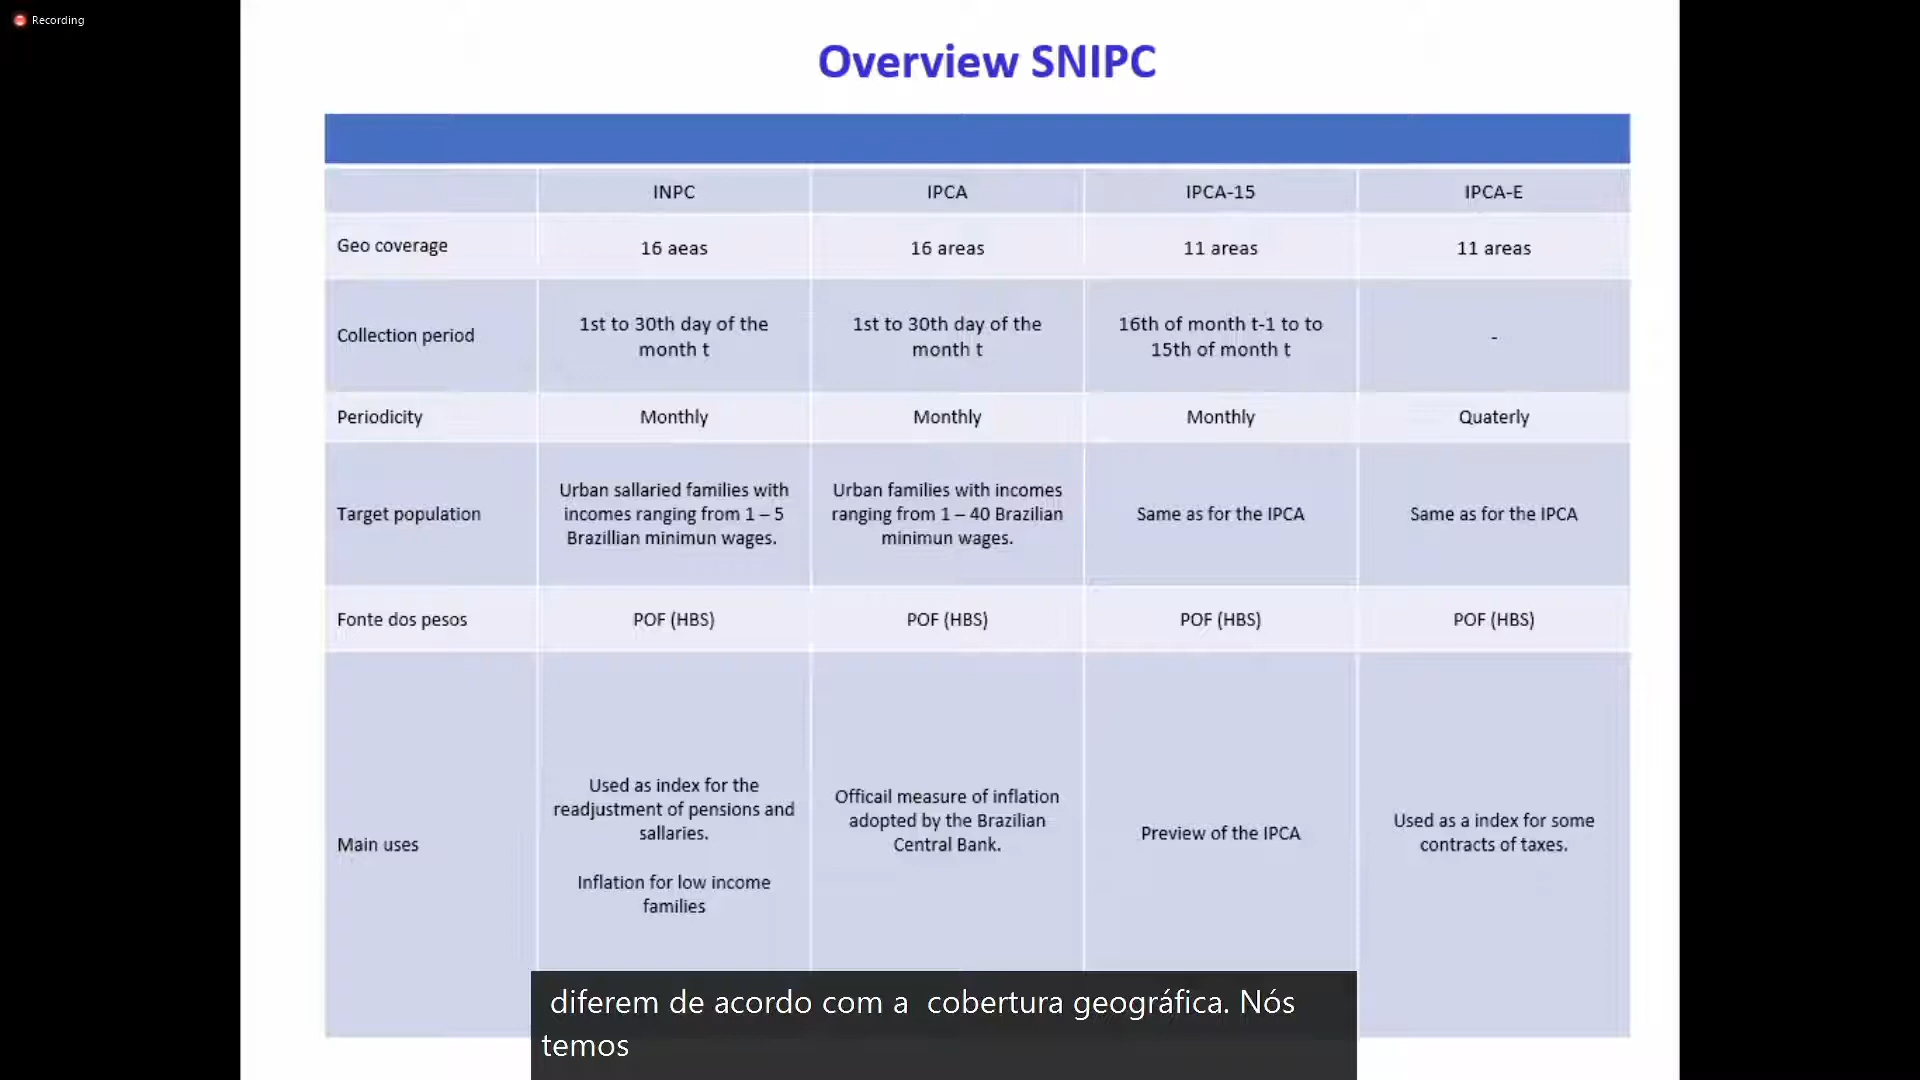 Recording
Overview SNIPC
INPC IPCA IPCA-15 IPCA-E
Geo coverage 16 aeas 16 areas 11 areas 11 areas
Collection period
1st to 30th day of the
month t
1st to 30th day of the
month t
16th of month t-1 to to
15th of month t
-
Periodicity Monthly Monthly Monthly Quaterly
Target population
Urban sallaried families with
incomes ranging from 1 – 5
Brazillian minimun wages.
Urban families with incomes
ranging from 1 – 40 Brazilian
minimun wages.
Same as for the IPCA
Same as for the IPCA
Fonte dos pesos POF (HBS) POF (HBS) POF (HBS) POF (HBS)
Main uses
Used as index for the
readjustment of pensions and
sallaries.
Inflation for low income
families
Officail measure of inflation
adopted by the Brazilian
Central Bank.
Preview of the IPCA
Used as a index for some
contracts of taxes.
diferem de acordo com a cobertura geográfica. Nós
temos